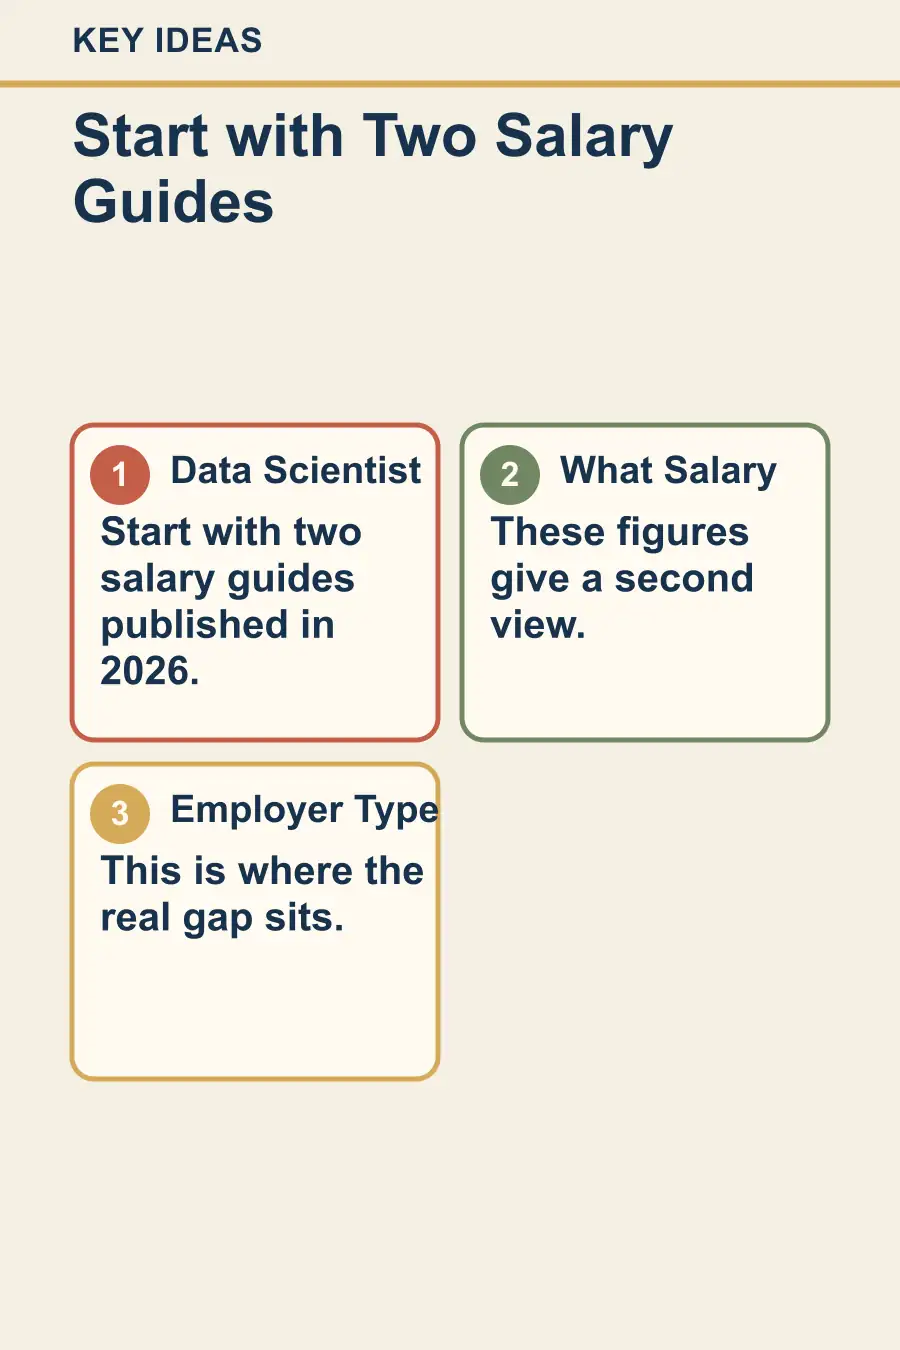 KEY IDEAS
Start with Two Salary
Guides
1 Data Scientist
Start with two
salary guides
published in
2026.
2 What Salary
These figures
give a second
view.
3 Employer Type
This is where the
real gap sits.